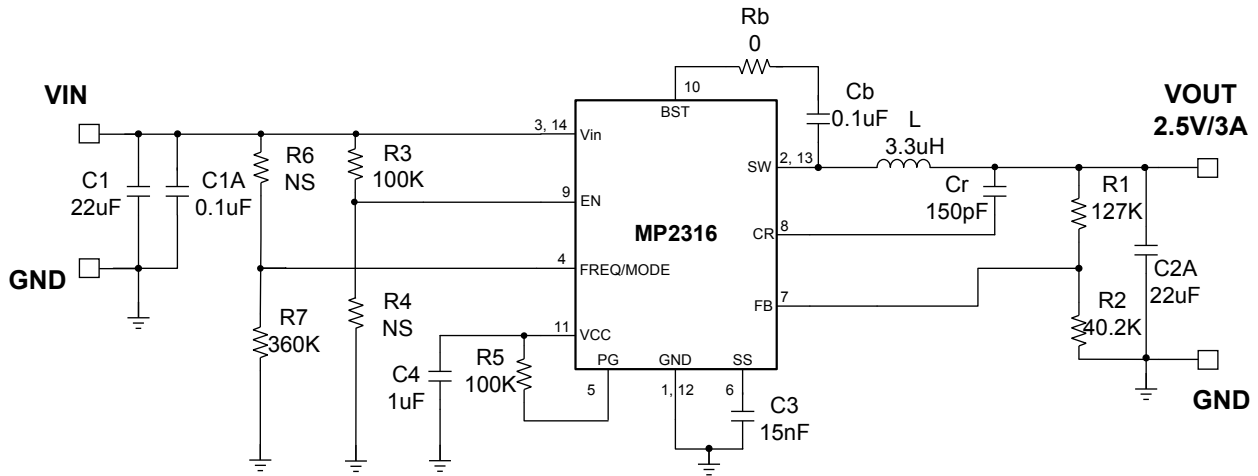 Rb
0
10
BST
Cb
0.1uF
L
3.3uH
VIN
VOUT
2.5V/3A
3, 14
Vin
R6
NS
R3
100K
C1
22uF
C1A
0.1uF
SW
2, 13
Cr
150pF
R1
127K
9
EN
MP2316
CR
8
GND
4
FREQ/MODE
C2A
22uF
R7
360K
R4
NS
FB
7
R2
40.2K
11
VCC
C4
1uF
R5
100K
PG
GND
SS
5
1, 12
6
C3
15nF
GND